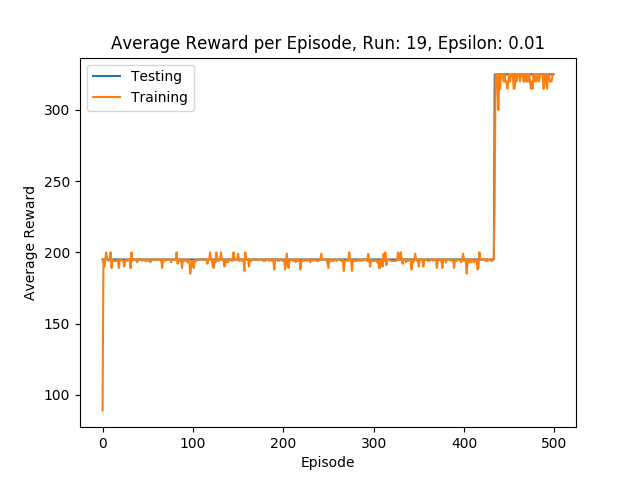 Average Reward per Episode, Run: 19, Epsilon: 0.01
Testing
Training
Average Reward
300
250
200
150
100
0 100 200 300 400 500
Episode